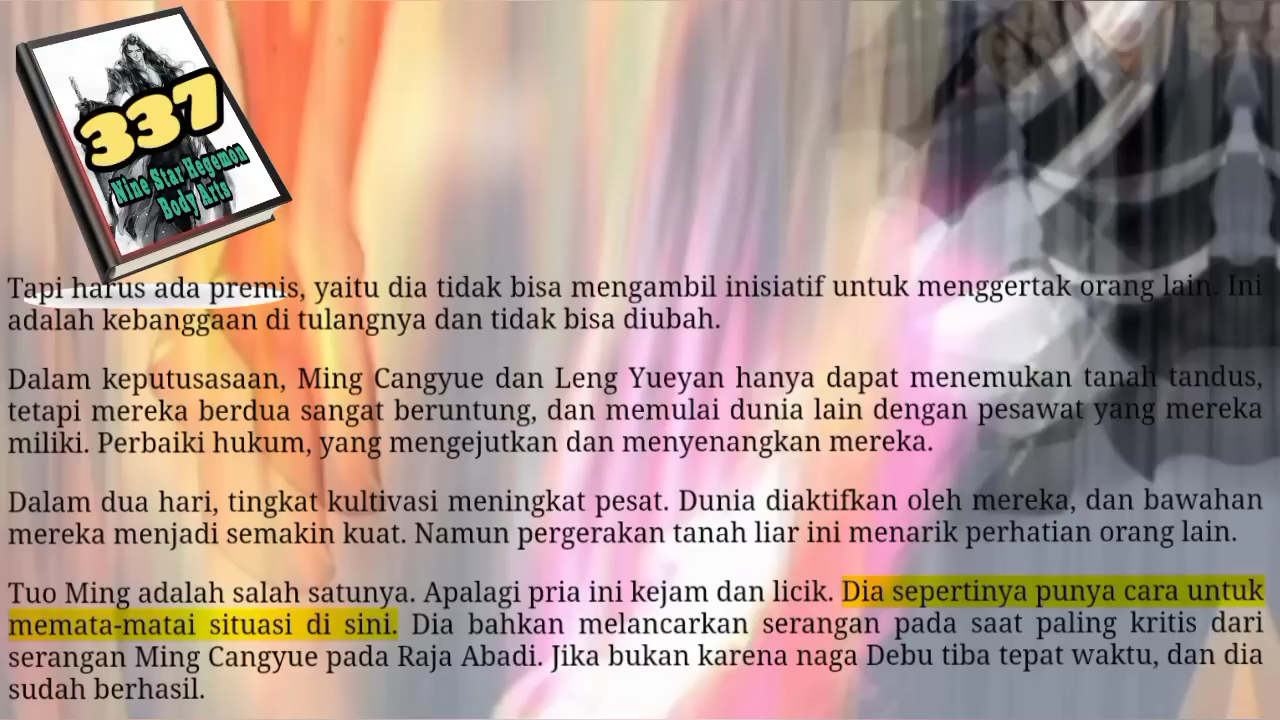 337
Nine Star Hegemon
Body Arts
Tapi harus ada premis, yaitu dia tidak bisa mengambil inisiatif untuk menggertak orang lain. Ini
adalah kebanggaan di tulangnya dan tidak bisa diubah.
Dalam keputusasaan, Ming Cangyue dan Leng Yueyan hanya dapat menemukan tanah tandus,
tetapi mereka berdua sangat beruntung, dan memulai dunia lain dengan pesawat yang mereka
miliki. Perbaiki hukum, yang mengejutkan dan menyenangkan mereka.
Dalam dua hari, tingkat kultivasi meningkat pesat. Dunia diaktifkan oleh mereka, dan bawahan
mereka menjadi semakin kuat. Namun pergerakan tanah liar ini menarik perhatian orang lain.
Tuo Ming adalah salah satunya. Apalagi pria ini kejam dan licik. Dia sepertinya punya cara untuk
memata-matai situasi di sini. Dia bahkan melancarkan serangan pada saat paling kritis dari
serangan Ming Cangyue pada Raja Abadi. Jika bukan karena naga Debu tiba tepat waktu, dan dia
sudah berhasil.